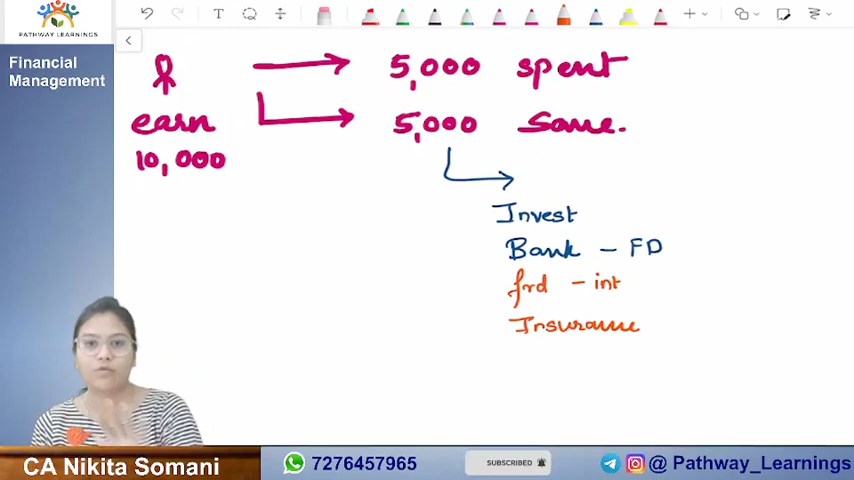 PATHWAY LEARNINGS
Financial
Management
5,000 spent
earn
5,000 Save.
10,000
Invest
Bank - FD
frd - int
Insurance
CA Nikita Somani
7276457965
SUBSCRIBED
@ Pathway_Learnings